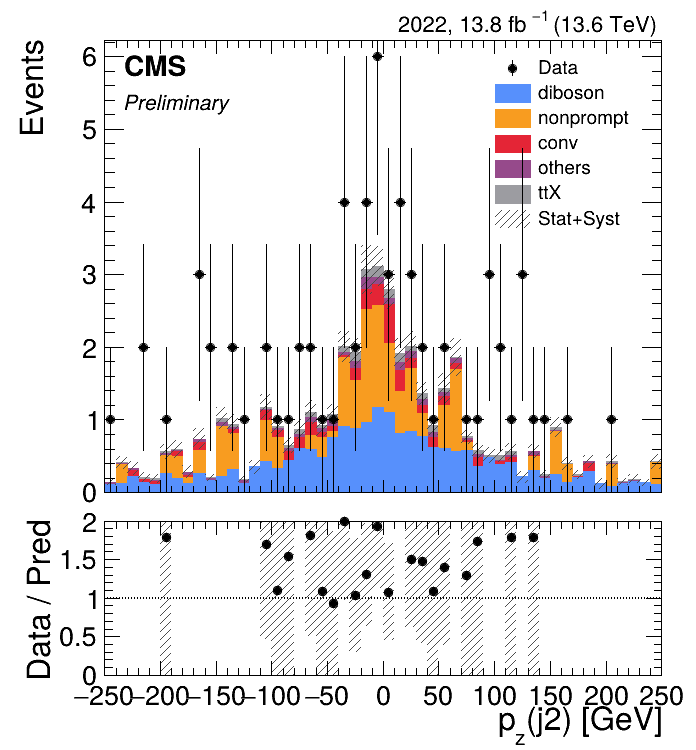 2022, 13.8 fb⁻¹ (13.6 TeV)
Events
CMS
Preliminary
Data
diboson
nonprompt
conv
others
ttX
Stat+Syst
6
5
4
3
2
1
0
Data / Pred
2
1.5
1
0.5
0
−250 −200 −150 −100 −50 0 50 100 150 200 250
p_z(j2) [GeV]